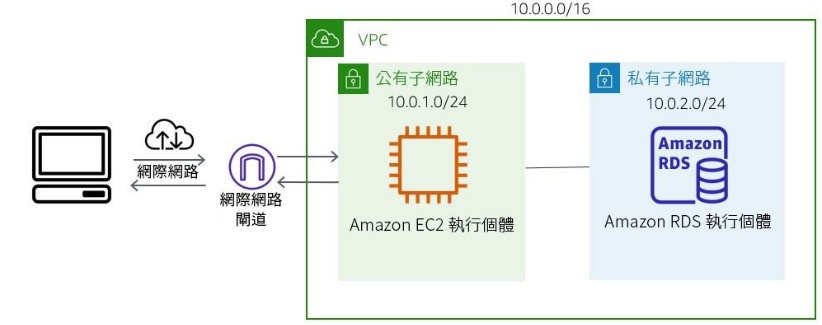 10.0.0.0/16
VPC
公有子網路
10.0.1.0/24
私有子網路
10.0.2.0/24
網際網路
網際網路
閘道
Amazon EC2 執行個體
Amazon
RDS
Amazon RDS 執行個體